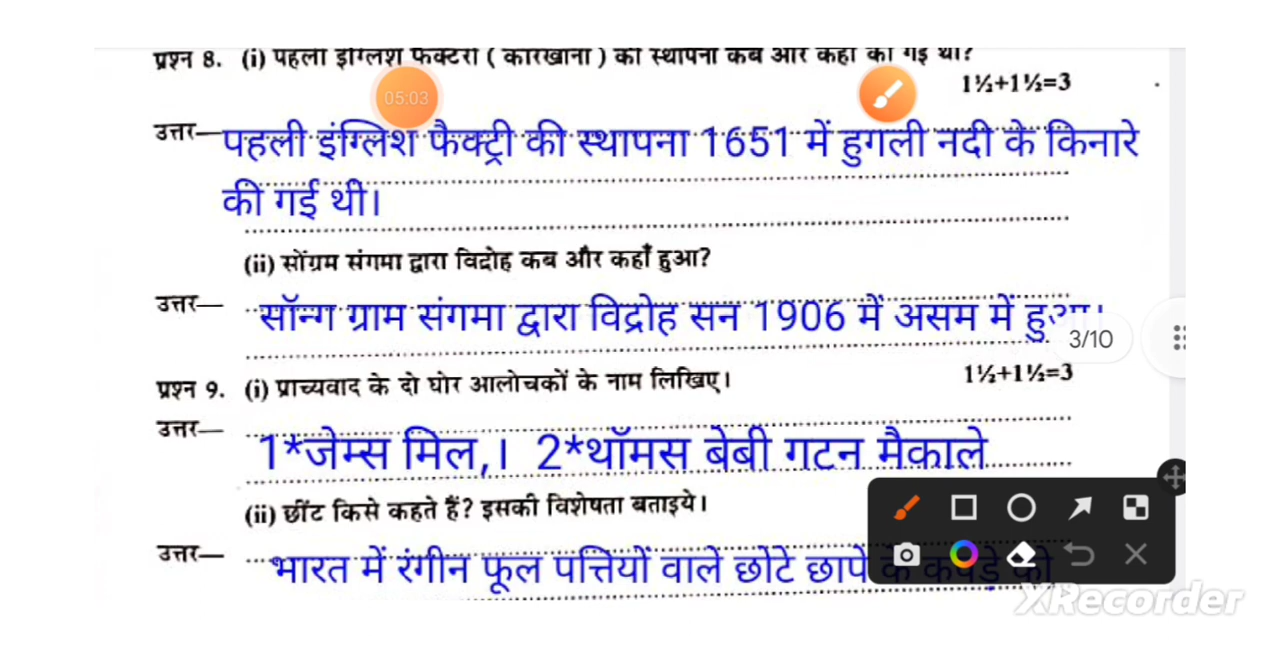 प्रश्न 8. (i) पहली इंग्लिश फैक्टरी ( कारखाना ) की स्थापना कब और कहाँ की गई थी?
1½+1½=3
05:03
उत्तर— पहली इंग्लिश फैक्ट्री की स्थापना 1651 में हुगली नदी के किनारे
की गई थी।
(ii) सोंग्रम संगमा द्वारा विद्रोह कब और कहाँ हुआ?
उत्तर— सॉन्ग ग्राम संगमा द्वारा विद्रोह सन 1906 में असम में हुआ।
3/10
प्रश्न 9. (i) प्राच्यवाद के दो घोर आलोचकों के नाम लिखिए। 1½+1½=3
उत्तर— 1*जेम्स मिल,। 2*थॉमस बेबी गटन मैकाले
(ii) छींट किसे कहते हैं? इसकी विशेषता बताइये।
उत्तर— भारत में रंगीन फूल पत्तियों वाले छोटे छापे के कपड़े को
XRecorder